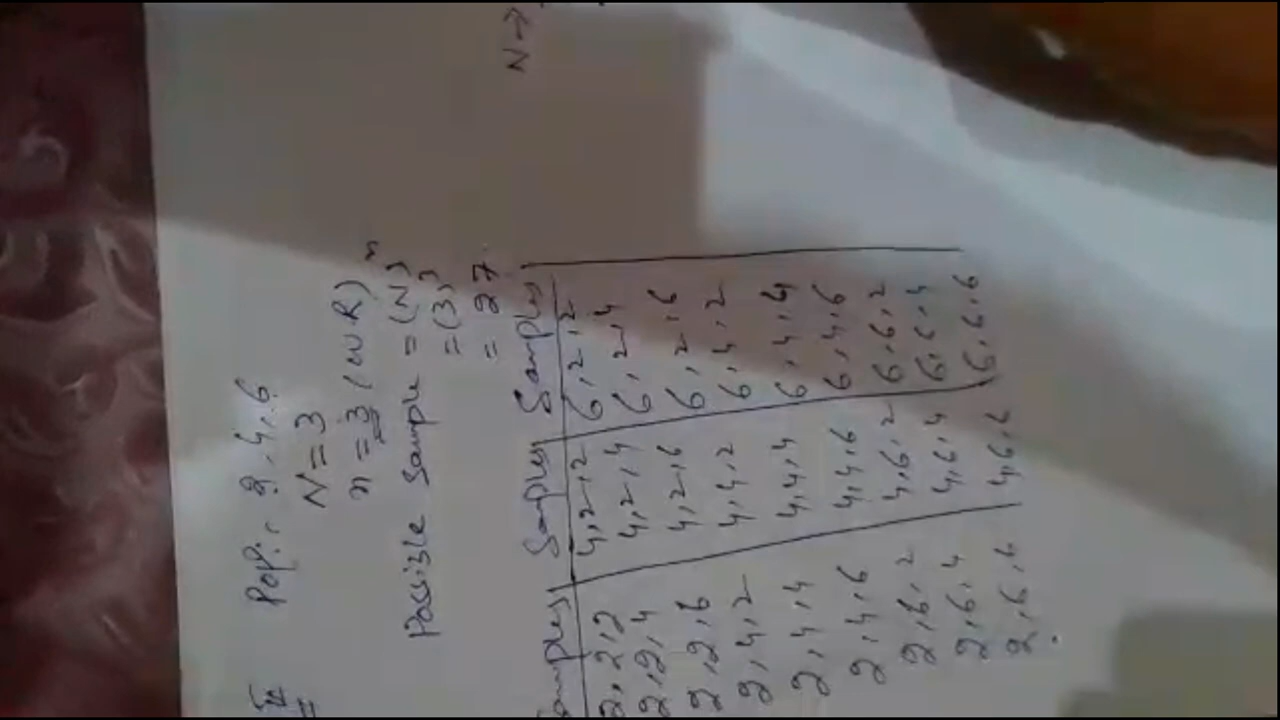 II Pop: 2, 4, 6
N = 3
n = 3 (WR)
Possible Sample = (N)ⁿ
= (3)³
= 27
N →
Samples Samples
2, 2, 2 4, 2, 2 6, 2, 2
2, 2, 4 4, 2, 4 6, 2, 4
2, 2, 6 4, 2, 6 6, 2, 6
2, 4, 2 4, 4, 2 6, 4, 2
2, 4, 4 4, 4, 4 6, 4, 4
2, 4, 6 4, 4, 6 6, 4, 6
2, 6, 2 4, 6, 2 6, 6, 2
2, 6, 4 4, 6, 4 6, 6, 4
2, 6, 6 4, 6, 6 6, 6, 6